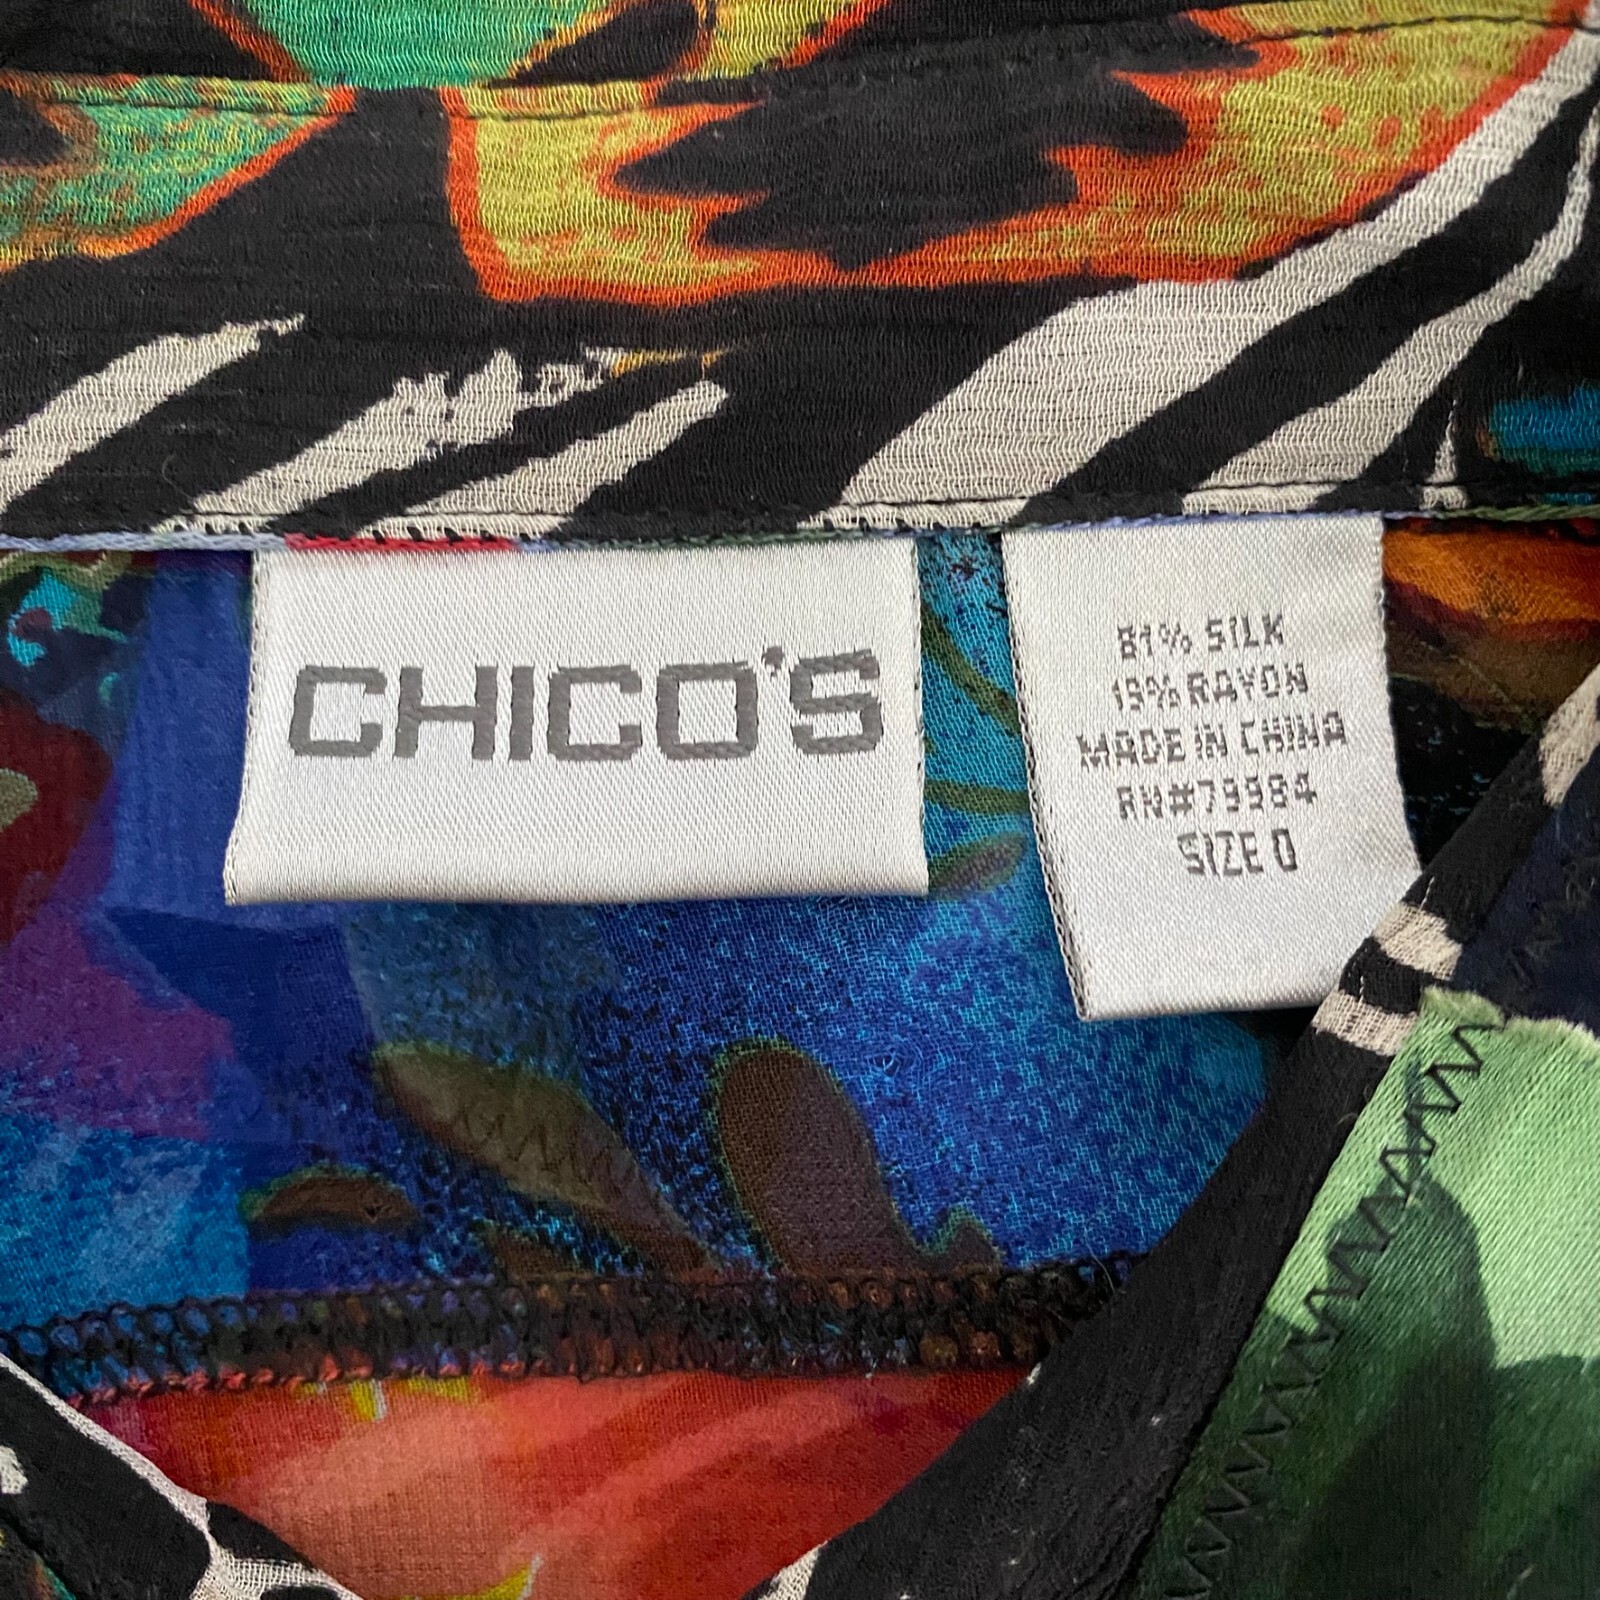 CHICO'S
81% SILK
19% RAYON
MADE IN CHINA
RN#79984
SIZE 0